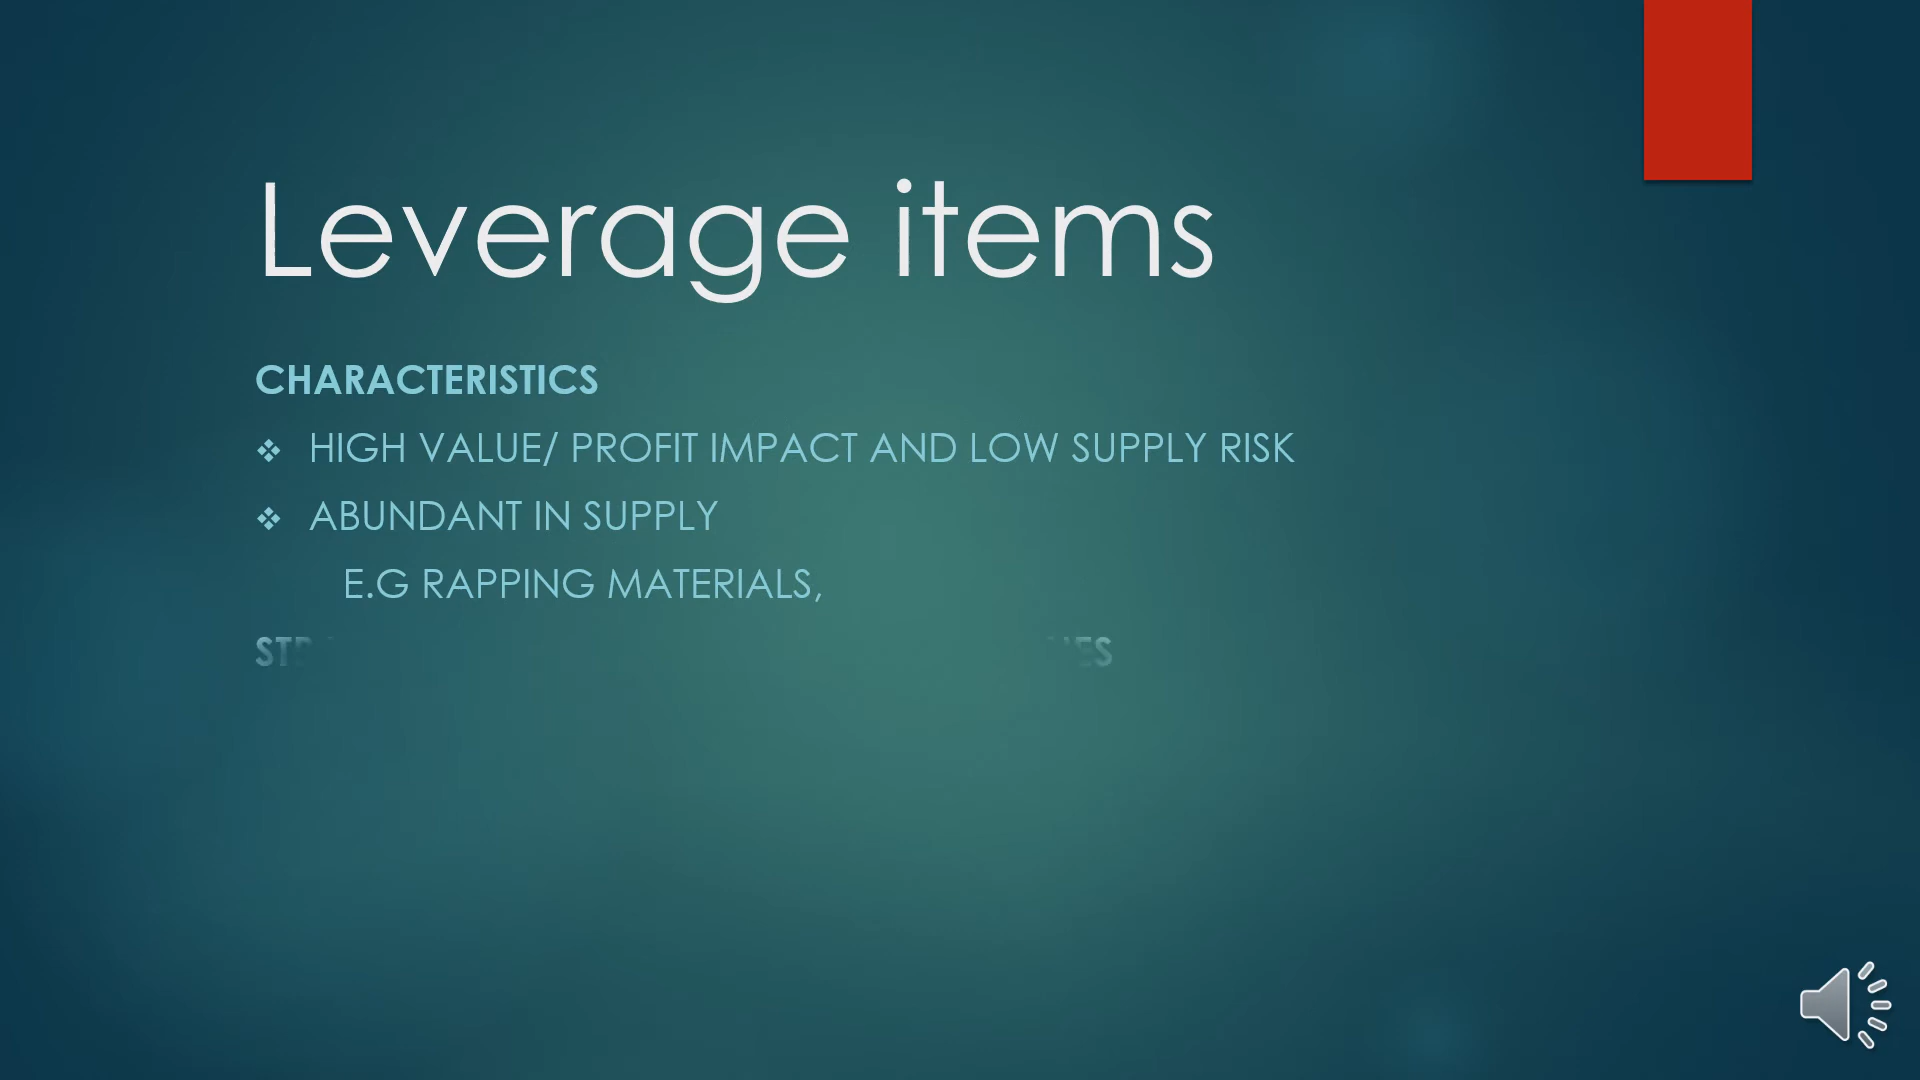 Leverage items
CHARACTERISTICS
❖ HIGH VALUE/ PROFIT IMPACT AND LOW SUPPLY RISK
❖ ABUNDANT IN SUPPLY
E.G RAPPING MATERIALS,